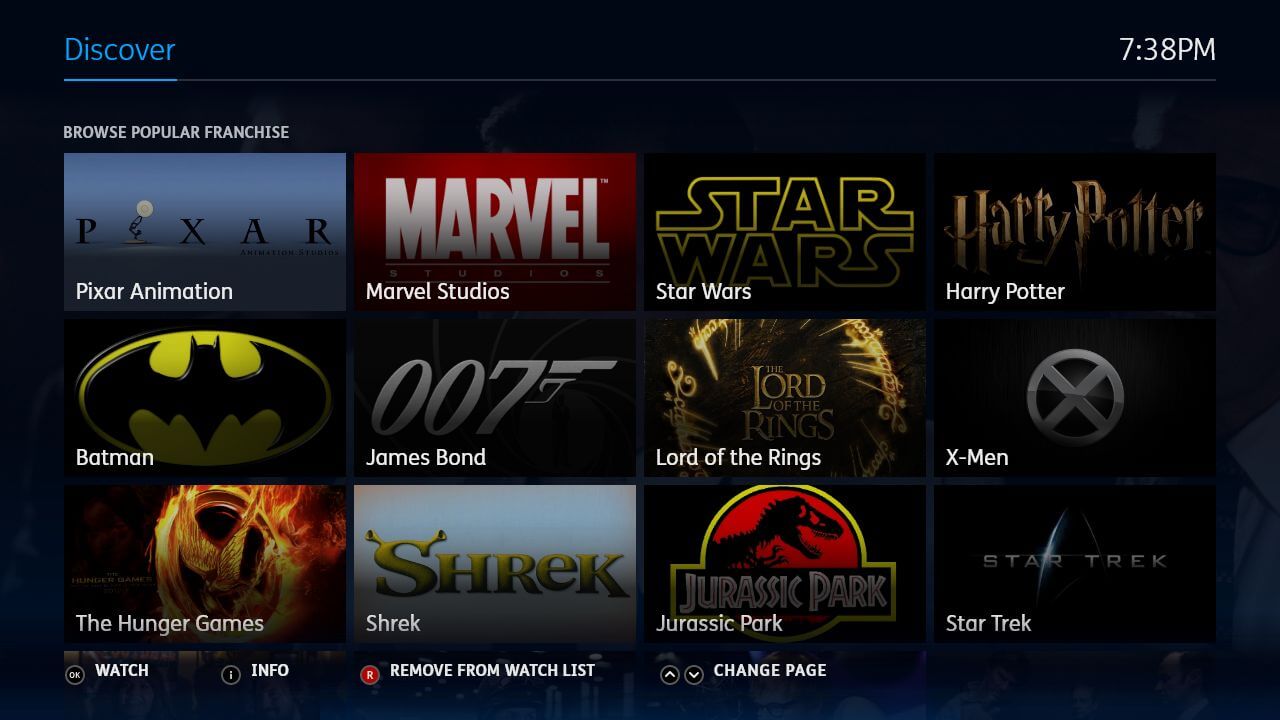 Discover
7:38PM
BROWSE POPULAR FRANCHISE
P I X A R
ANIMATION STUDIOS
Pixar Animation
MARVEL™
STUDIOS
Marvel Studios
STAR
WARS
Star Wars
Harry Potter
Harry Potter
Batman
007
James Bond
THE
LORD
OF THE
RINGS
Lord of the Rings
X-Men
THE
HUNGER GAMES
The Hunger Games
SHREK
Shrek
JURASSIC PARK
Jurassic Park
STAR TREK
Star Trek
OK WATCH
i INFO
R REMOVE FROM WATCH LIST
CHANGE PAGE